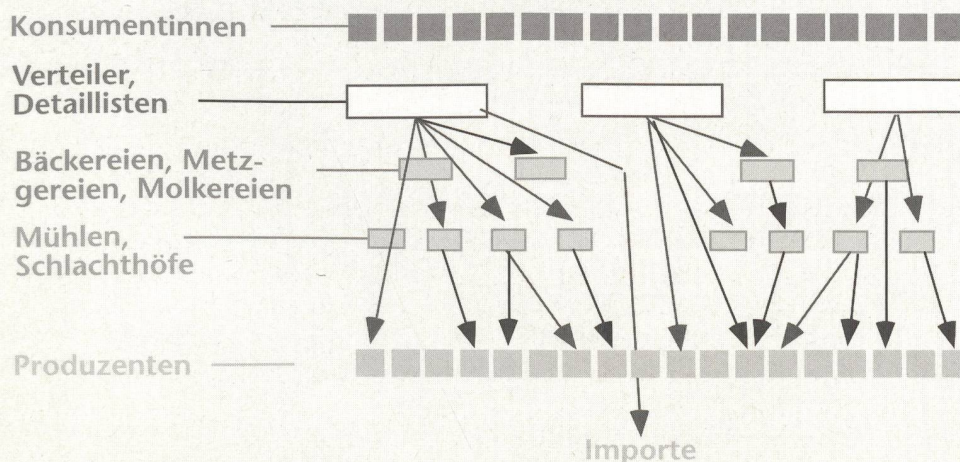 Konsumentinnen
Verteiler,
Detaillisten
Bäckereien, Metz-
gereien, Molkereien
Mühlen,
Schlachthöfe
Produzenten
Importe